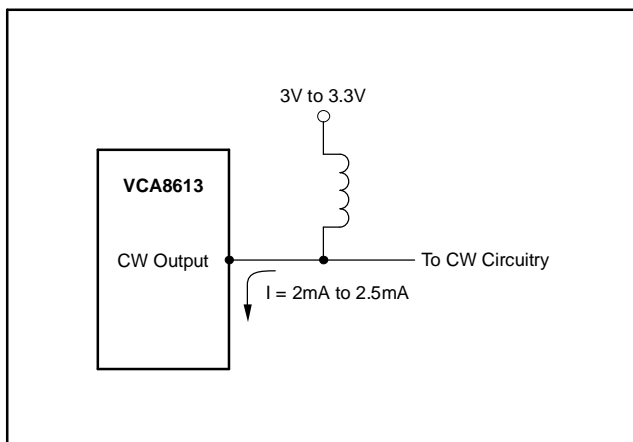 3V to 3.3V
VCA8613
CW Output
To CW Circuitry
I = 2mA to 2.5mA